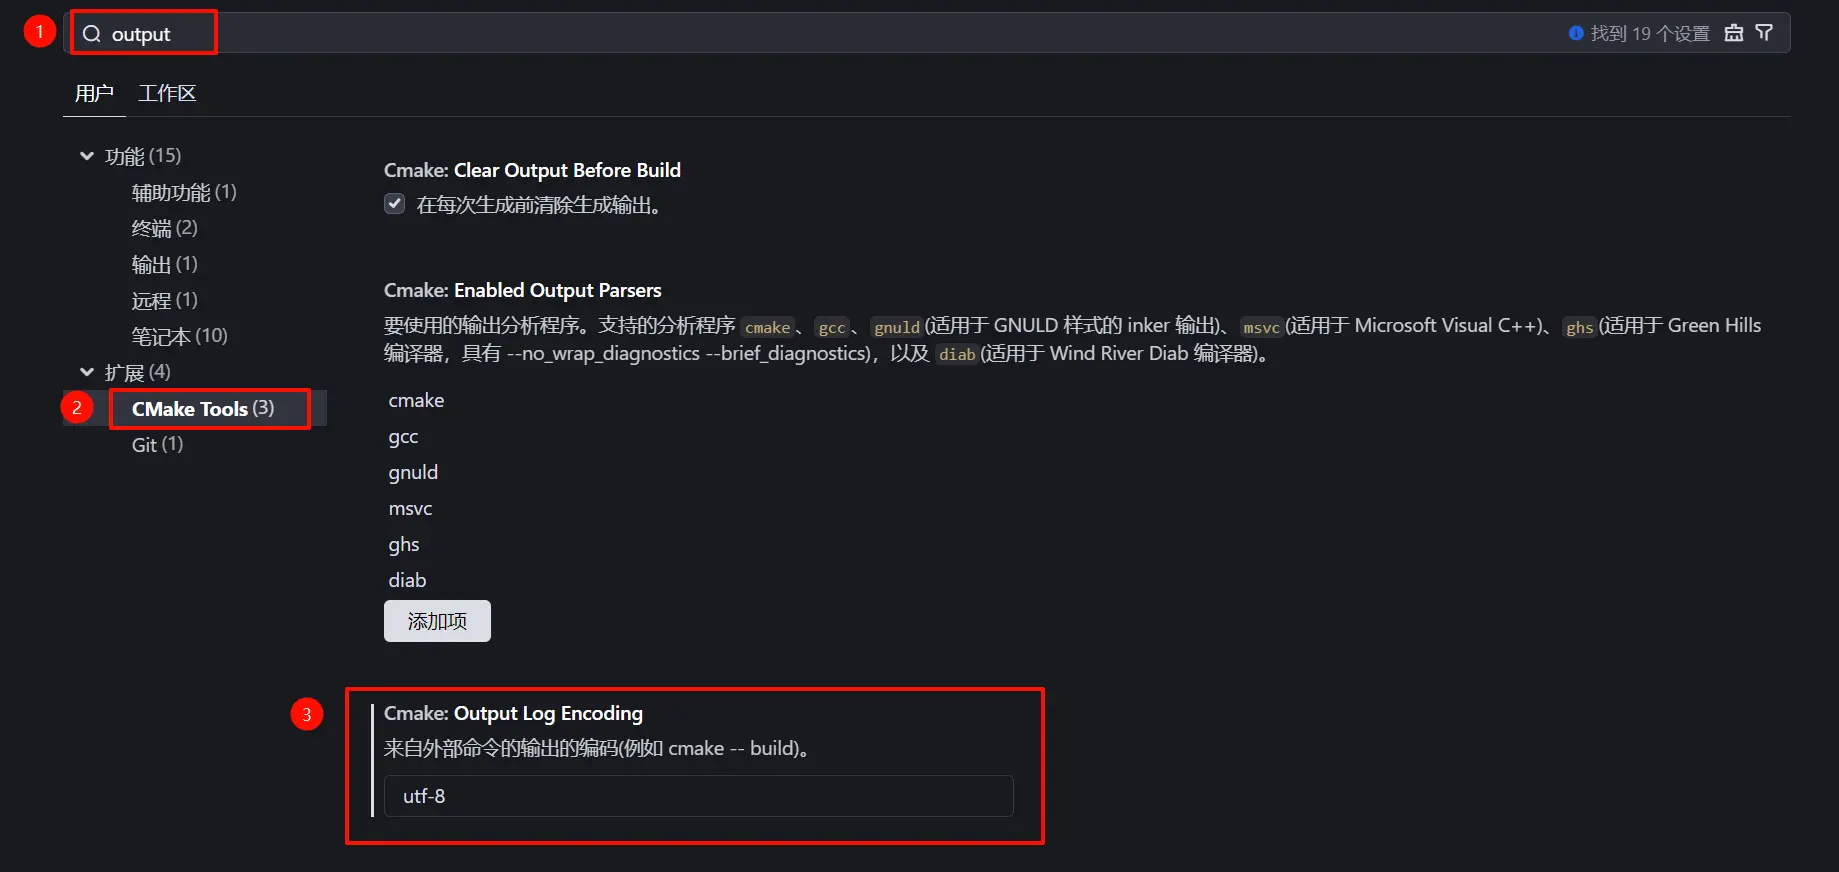 1
output
找到 19 个设置
用户 工作区
功能 (15)
辅助功能 (1)
终端 (2)
输出 (1)
远程 (1)
笔记本 (10)
扩展 (4)
2
CMake Tools (3)
Git (1)
Cmake: Clear Output Before Build
在每次生成前清除生成输出。
Cmake: Enabled Output Parsers
要使用的输出分析程序。支持的分析程序 cmake、gcc、gnuld(适用于 GNULD 样式的 inker 输出)、msvc(适用于 Microsoft Visual C++)、ghs(适用于 Green Hills
编译器，具有 --no_wrap_diagnostics --brief_diagnostics)，以及 diab(适用于 Wind River Diab 编译器)。
cmake
gcc
gnuld
msvc
ghs
diab
添加项
3
Cmake: Output Log Encoding
来自外部命令的输出的编码(例如 cmake -- build)。
utf-8